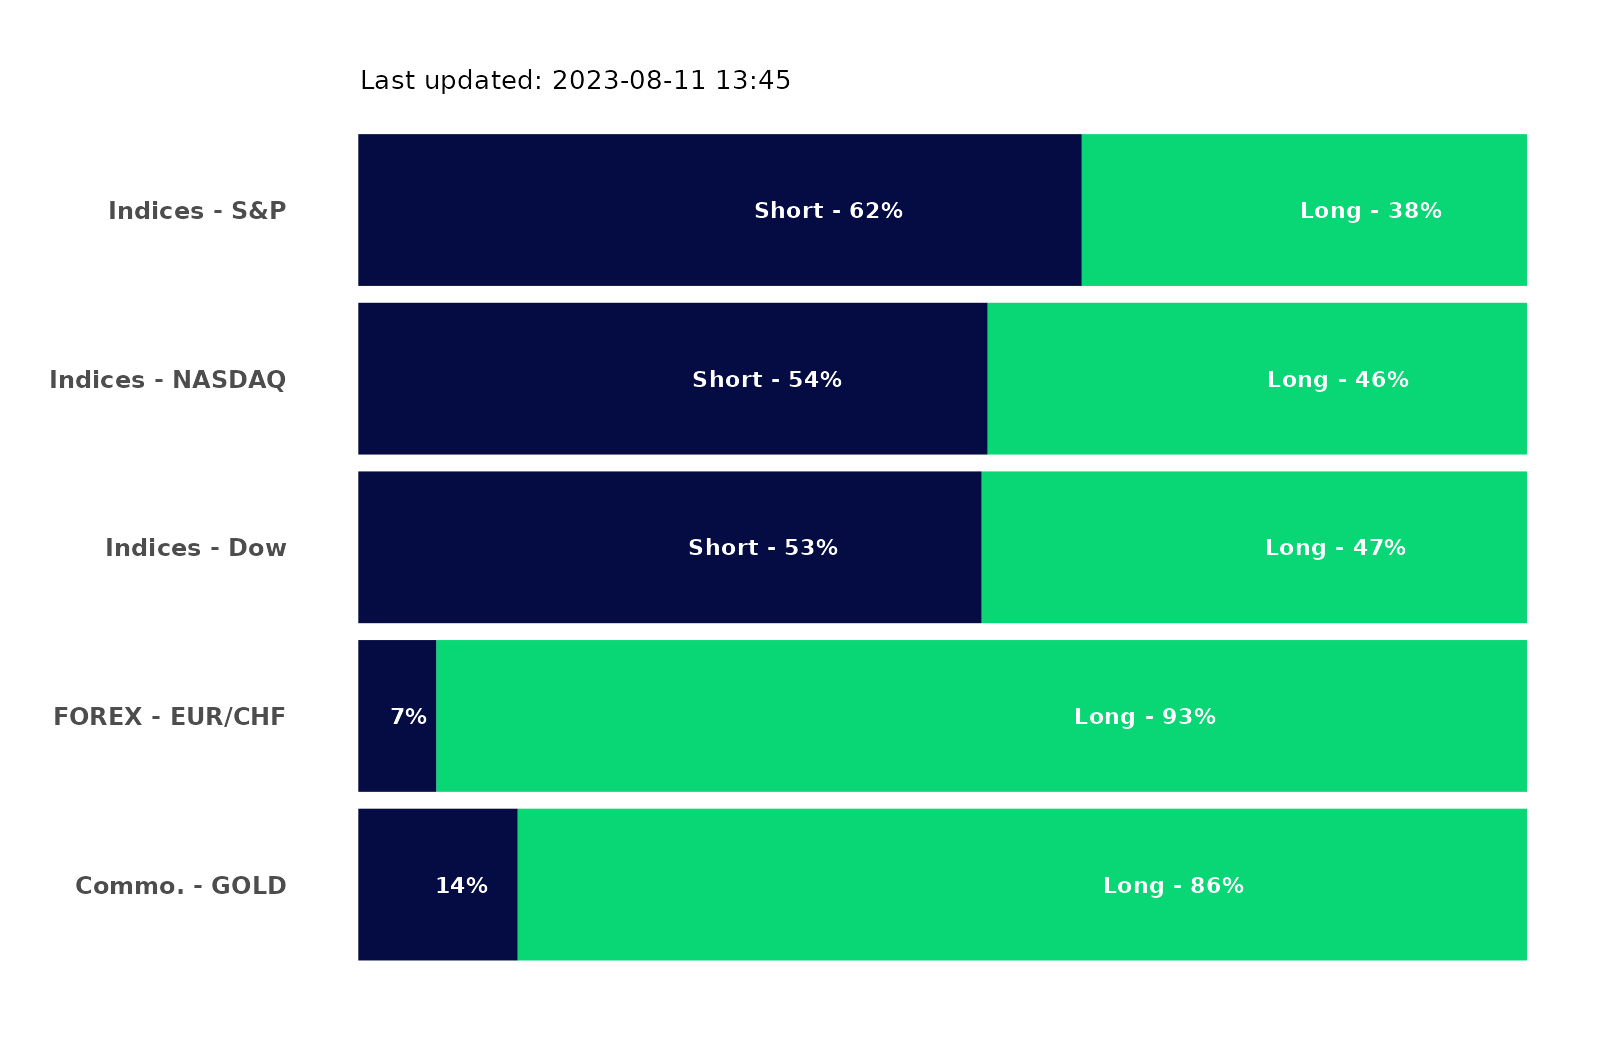 Last updated: 2023-08-11 13:45
Indices - S&P
Short - 62%
Long - 38%
Indices - NASDAQ
Short - 54%
Long - 46%
Indices - Dow
Short - 53%
Long - 47%
FOREX - EUR/CHF
7%
Long - 93%
Commo. - GOLD
14%
Long - 86%